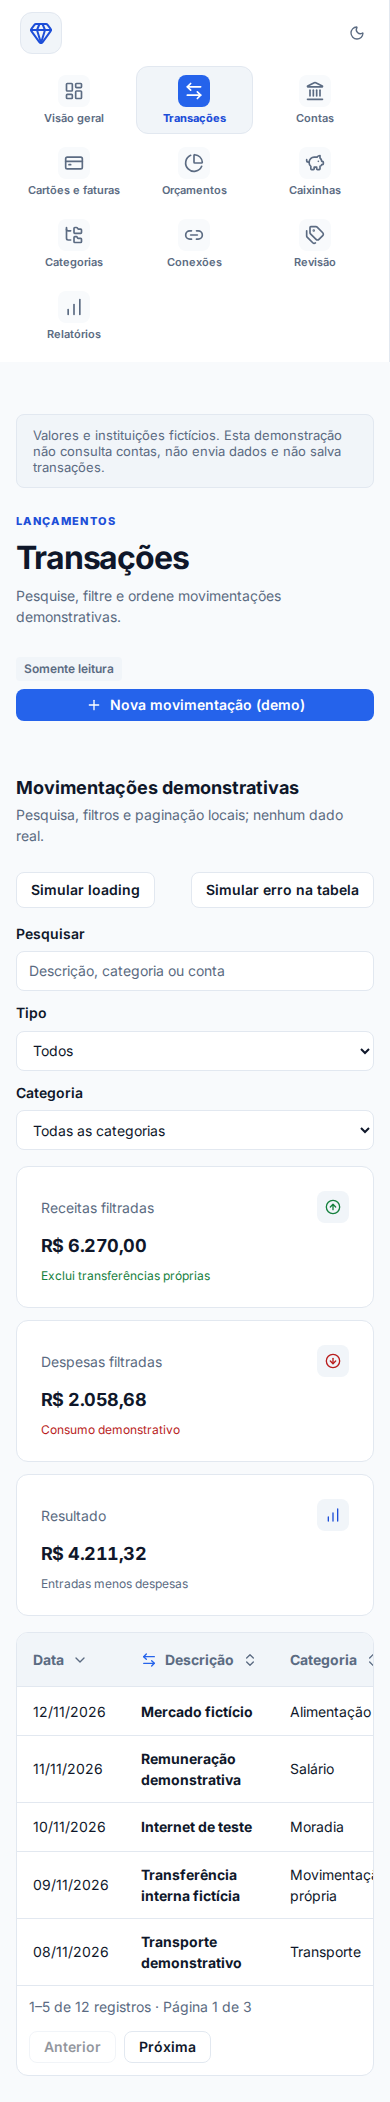 Visão geral
Transações
Contas
Cartões e faturas
Orçamentos
Caixinhas
Categorias
Conexões
Revisão
Relatórios
Valores e instituições fictícios. Esta demonstração
não consulta contas, não envia dados e não salva
transações.
LANÇAMENTOS
Transações
Pesquise, filtre e ordene movimentações
demonstrativas.
Somente leitura
Nova movimentação (demo)
Movimentações demonstrativas
Pesquisa, filtros e paginação locais; nenhum dado
real.
Simular loading
Simular erro na tabela
Pesquisar
Descrição, categoria ou conta
Tipo
Todos
Categoria
Todas as categorias
Receitas filtradas
R$ 6.270,00
Exclui transferências próprias
Despesas filtradas
R$ 2.058,68
Consumo demonstrativo
Resultado
R$ 4.211,32
Entradas menos despesas
Data Descrição Categoria
12/11/2026 Mercado fictício Alimentação
11/11/2026 Remuneração
demonstrativa Salário
10/11/2026 Internet de teste Moradia
09/11/2026 Transferência
interna fictícia Movimentaç
própria
08/11/2026 Transporte
demonstrativo Transporte
1–5 de 12 registros · Página 1 de 3
Anterior
Próxima